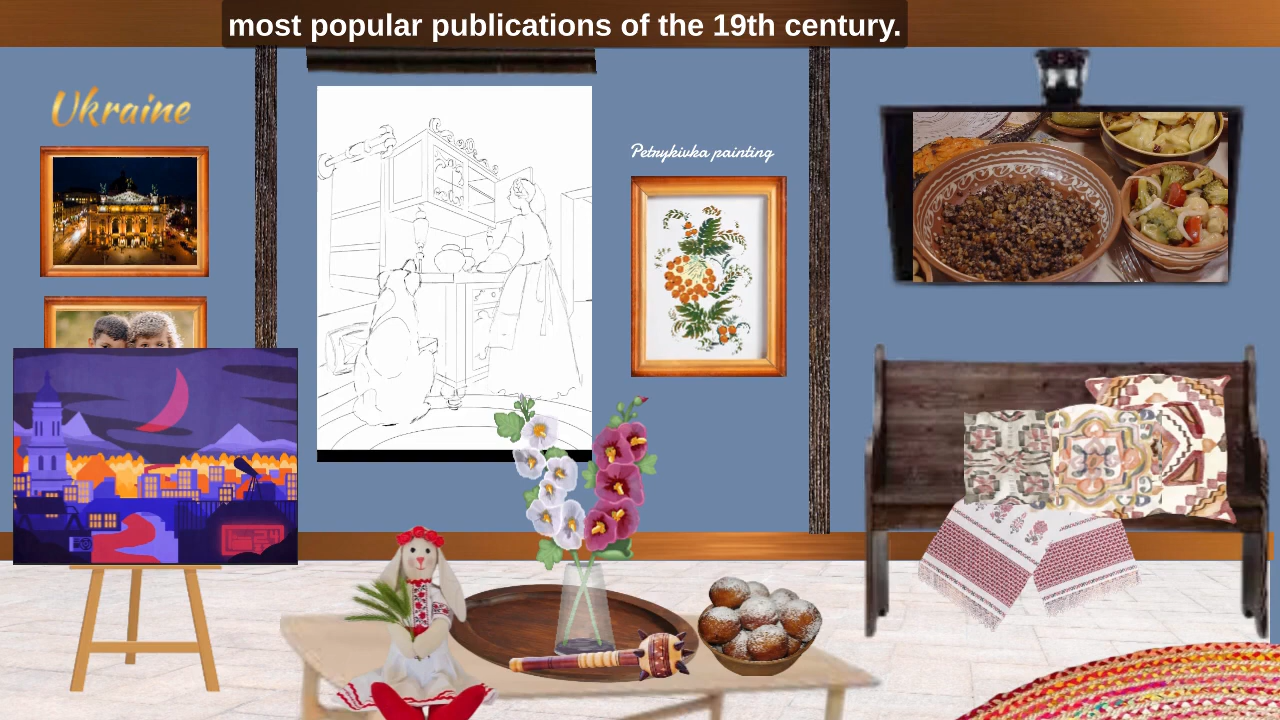 most popular publications of the 19th century.
Ukraine
Petrykivka painting